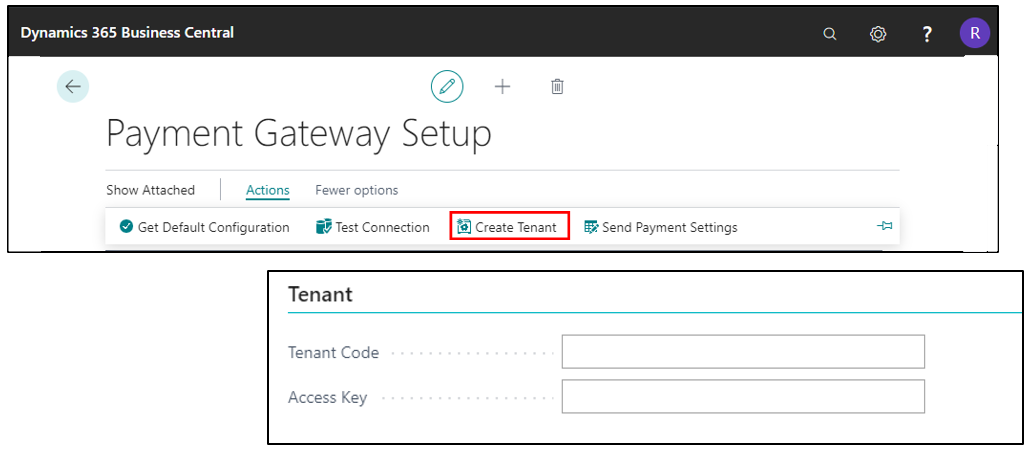 Dynamics 365 Business Central
? R
Payment Gateway Setup
Show Attached Actions Fewer options
Get Default Configuration Test Connection Create Tenant Send Payment Settings
Tenant
Tenant Code
Access Key